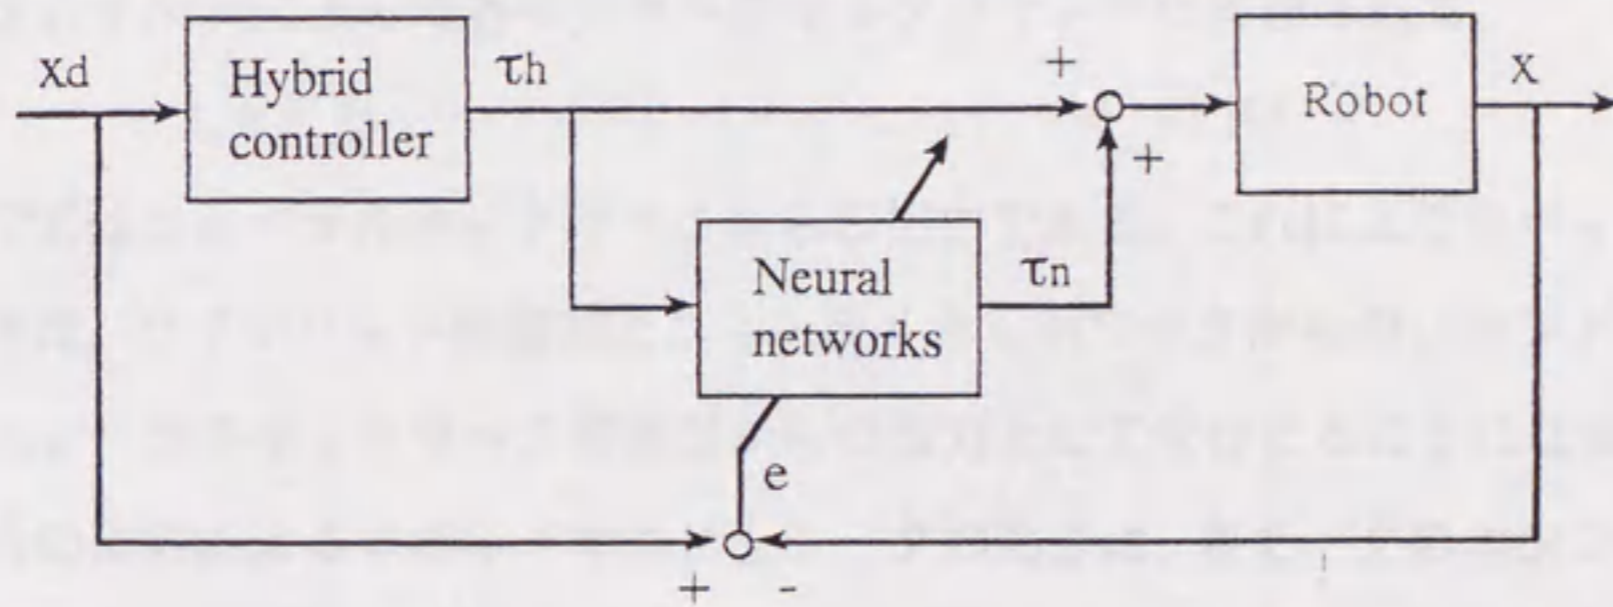 Xd
Hybrid
controller
τh
+
+
Robot
X
Neural
networks
τn
e
+ -